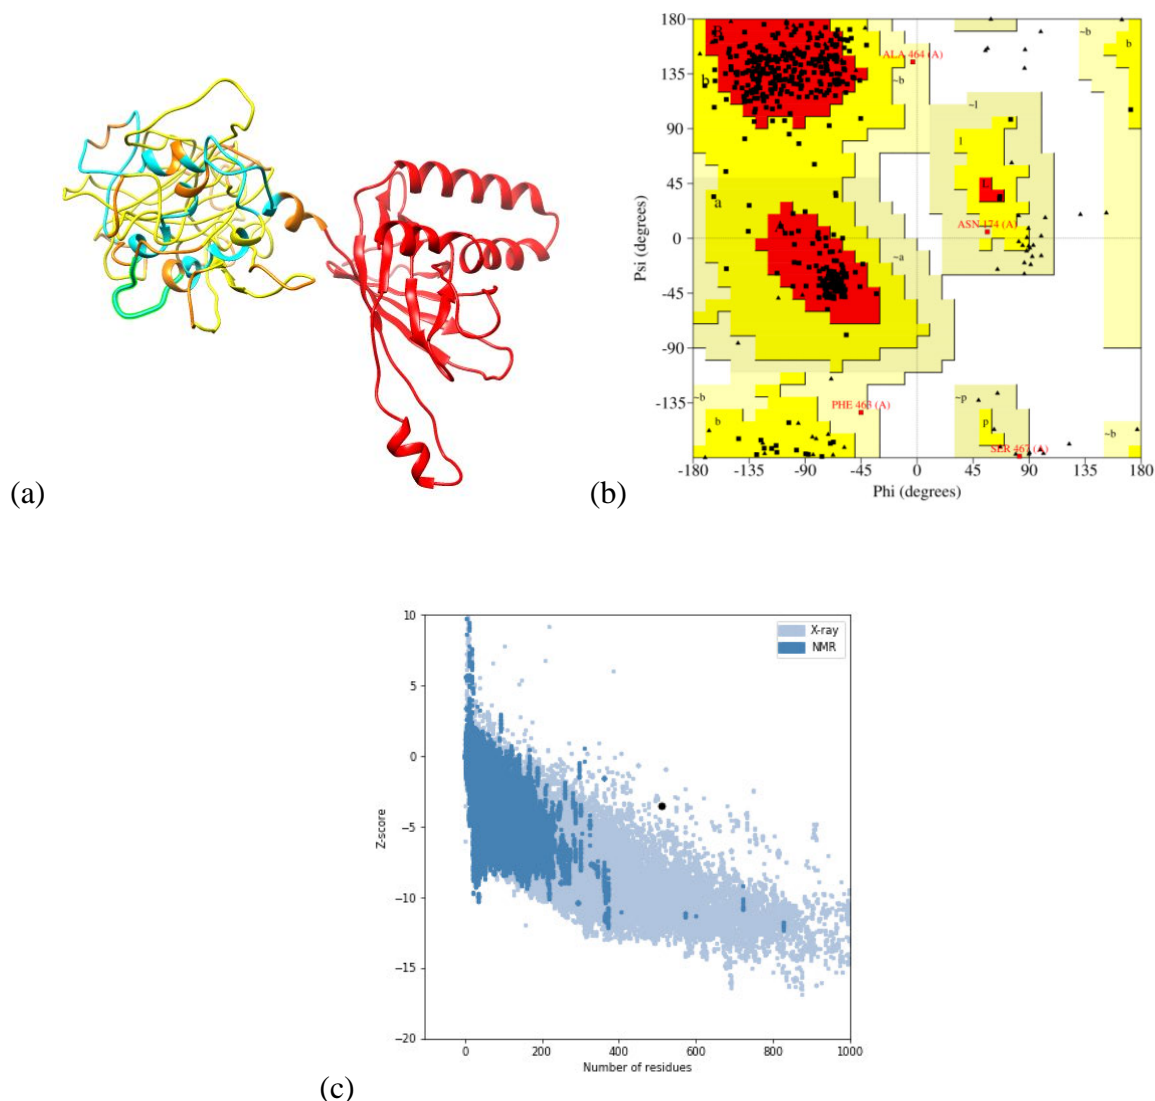 (a)
(b)
180
135
90
45
0
-45
-90
-135
-180
-135
-90
-45
0
45
90
135
180
Psi (degrees)
Phi (degrees)
B
b
ALA 464 (A)
~b
~b
b
~l
l
L
a
A
~a
ASN 174 (A)
PHE 463 (A)
~b
b
~p
p
~b
SER 467 (A)
(c)
10
5
0
−5
−10
−15
−20
Z-score
0
200
400
600
800
1000
Number of residues
X-ray
NMR